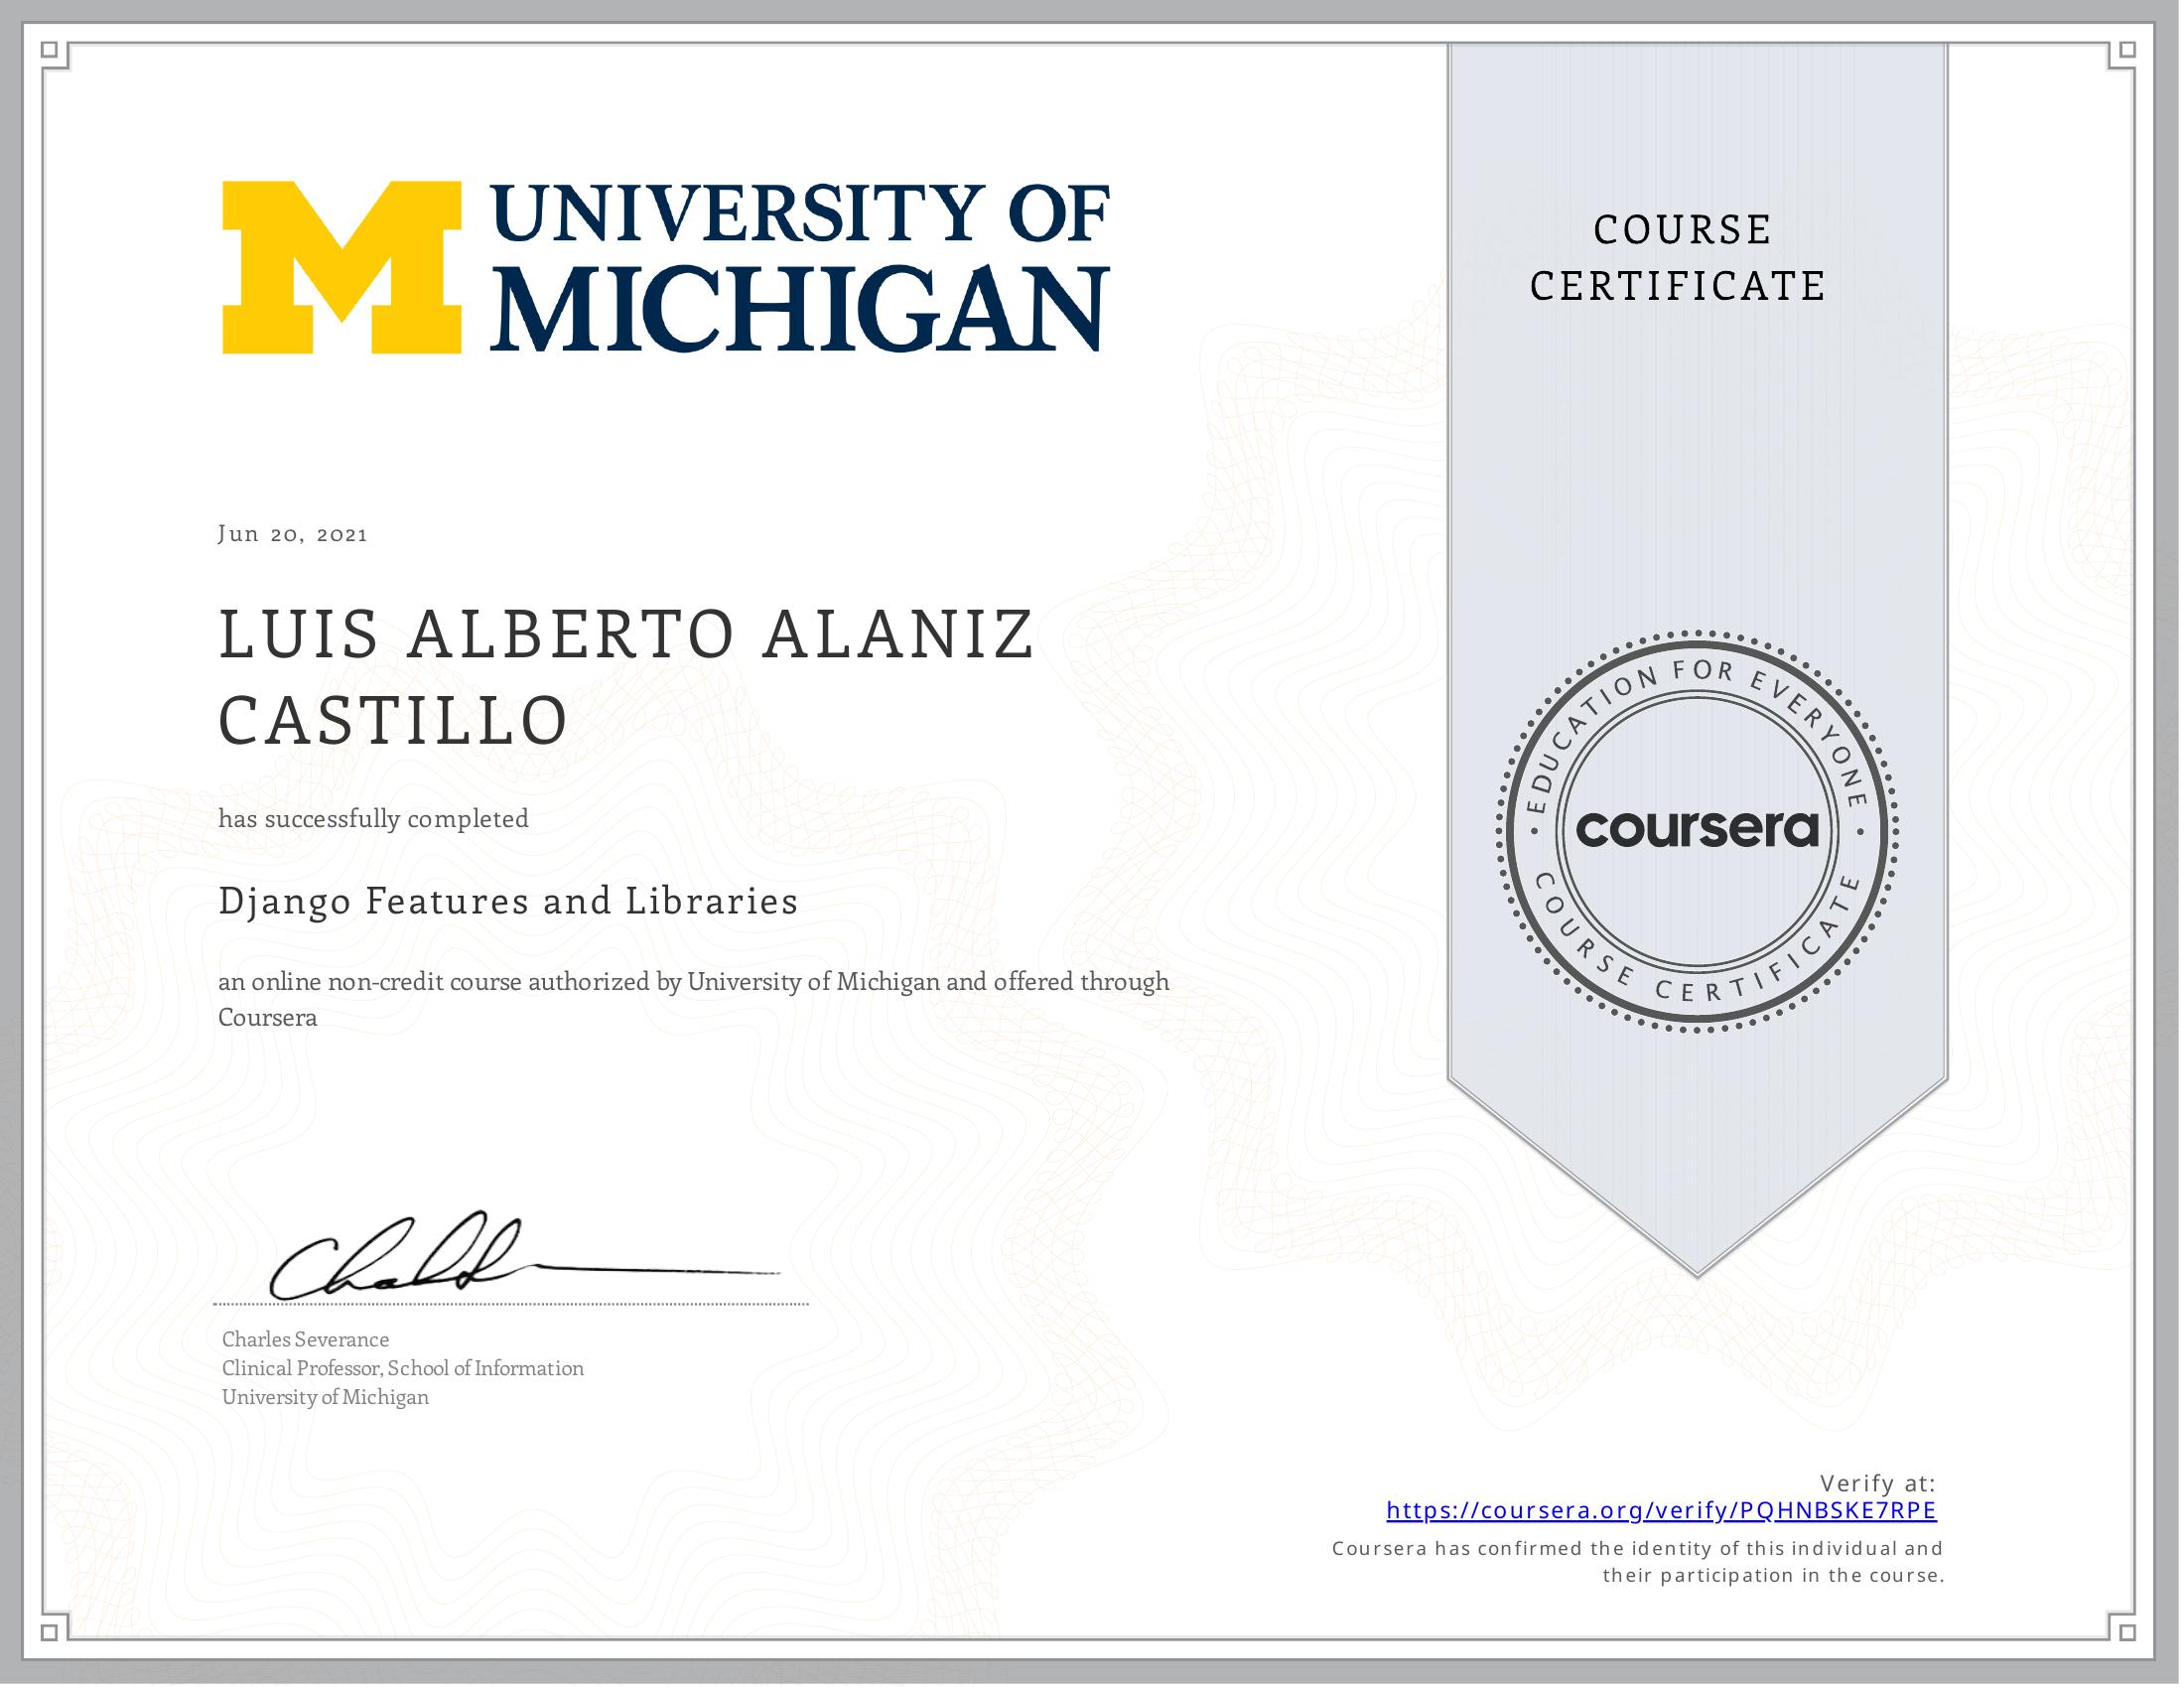 UNIVERSITY OF
MICHIGAN
COURSE
CERTIFICATE
Jun 20, 2021
LUIS ALBERTO ALANIZ
CASTILLO
has successfully completed
Django Features and Libraries
an online non-credit course authorized by University of Michigan and offered through
Coursera
EDUCATION FOR EVERYONE
coursera
COURSE CERTIFICATE
Charles Severance
Clinical Professor, School of Information
University of Michigan
Verify at:
https://coursera.org/verify/PQHNBSKE7RPE
Coursera has confirmed the identity of this individual and
their participation in the course.